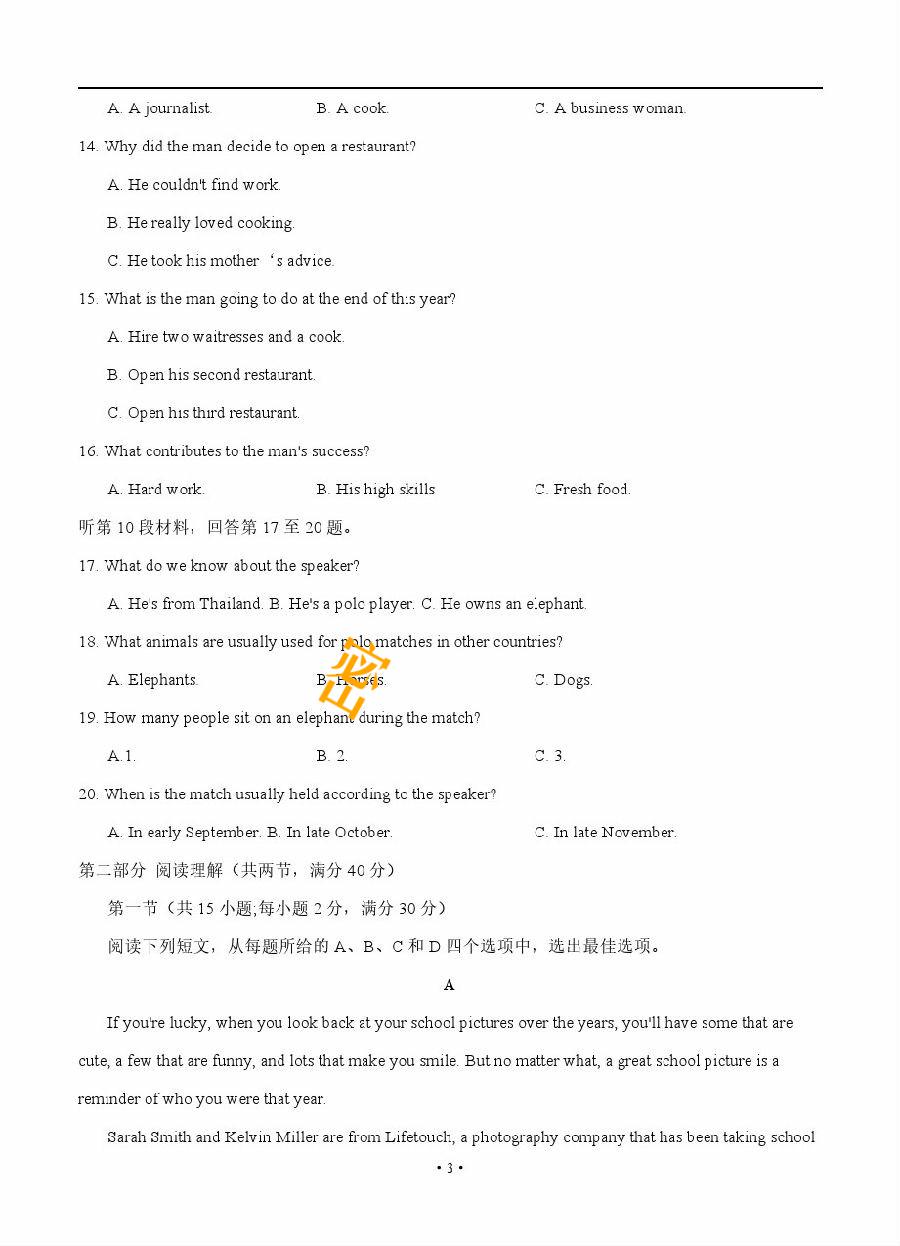 A. A journalist. B. A cook. C. A business woman.
14. Why did the man decide to open a restaurant?
A. He couldn't find work.
B. He really loved cooking.
C. He took his mother‘s advice.
15. What is the man going to do at the end of this year?
A. Hire two waitresses and a cook.
B. Open his second restaurant.
C. Open his third restaurant.
16. What contributes to the man's success?
A. Hard work. B. His high skills C. Fresh food.
听第 10 段材料，回答第 17 至 20 题。
17. What do we know about the speaker?
A. He's from Thailand. B. He's a polo player. C. He owns an elephant.
18. What animals are usually used for polo matches in other countries?
A. Elephants. B. Horses. C. Dogs.
密
19. How many people sit on an elephant during the match?
A.1. B. 2. C. 3.
20. When is the match usually held according to the speaker?
A. In early September. B. In late October. C. In late November.
第二部分 阅读理解（共两节，满分 40 分）
第一节（共 15 小题;每小题 2 分，满分 30 分）
阅读下列短文，从每题所给的 A、B、C 和 D 四个选项中，选出最佳选项。
A
If you're lucky, when you look back at your school pictures over the years, you'll have some that are
cute, a few that are funny, and lots that make you smile. But no matter what, a great school picture is a
reminder of who you were that year.
Sarah Smith and Kelvin Miller are from Lifetouch, a photography company that has been taking school
• 3 •